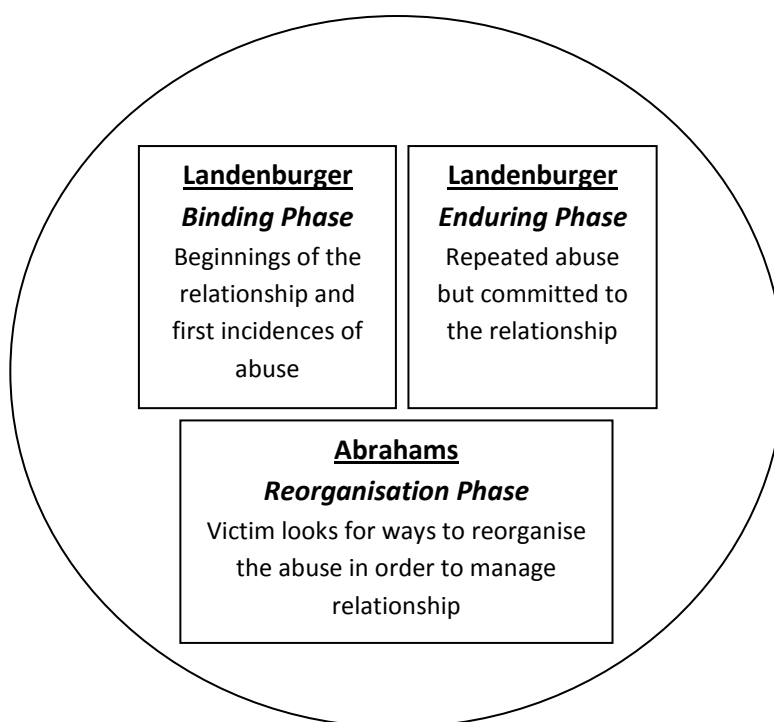 Landenburger
Binding Phase
Beginnings of the
relationship and
first incidences of
abuse
Landenburger
Enduring Phase
Repeated abuse
but committed to
the relationship
Abrahams
Reorganisation Phase
Victim looks for ways to reorganise
the abuse in order to manage
relationship